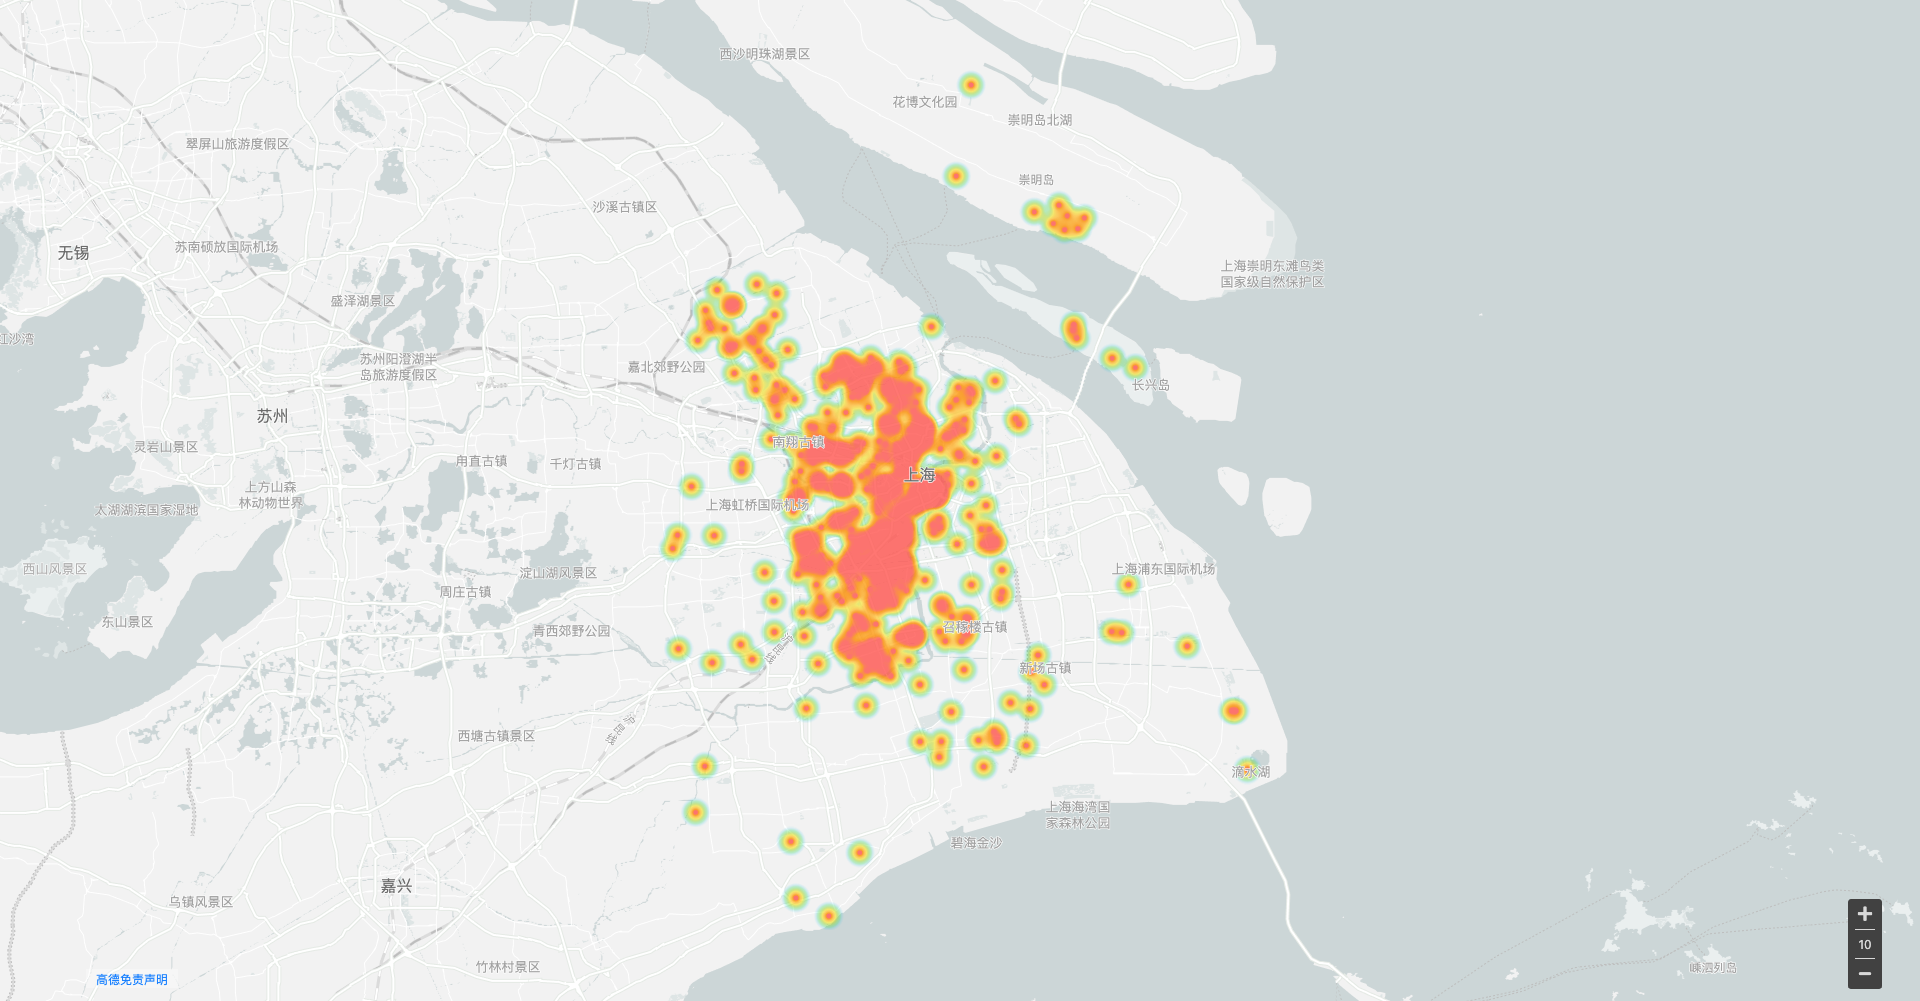 西沙明珠湖景区
花博文化园
崇明岛北湖
翠屏山旅游度假区
崇明岛
沙溪古镇区
无锡
苏南硕放国际机场
上海崇明东滩鸟类
国家级自然保护区
盛泽湖景区
江沙湾
苏州阳澄湖半
岛旅游度假区
嘉北郊野公园
长兴岛
苏州
南翔古镇
灵岩山景区
甪直古镇
千灯古镇
上海
上方山森
林动物世界
太湖湖滨国家湿地
上海虹桥国际机场
西山风景区
淀山湖风景区
上海浦东国际机场
周庄古镇
东山景区
青西郊野公园
召稼楼古镇
新场古镇
西塘古镇景区
滴水湖
上海海湾国
家森林公园
碧海金沙
嘉兴
乌镇风景区
竹林村景区
嵊泗列岛
高德免责声明
+
10
−